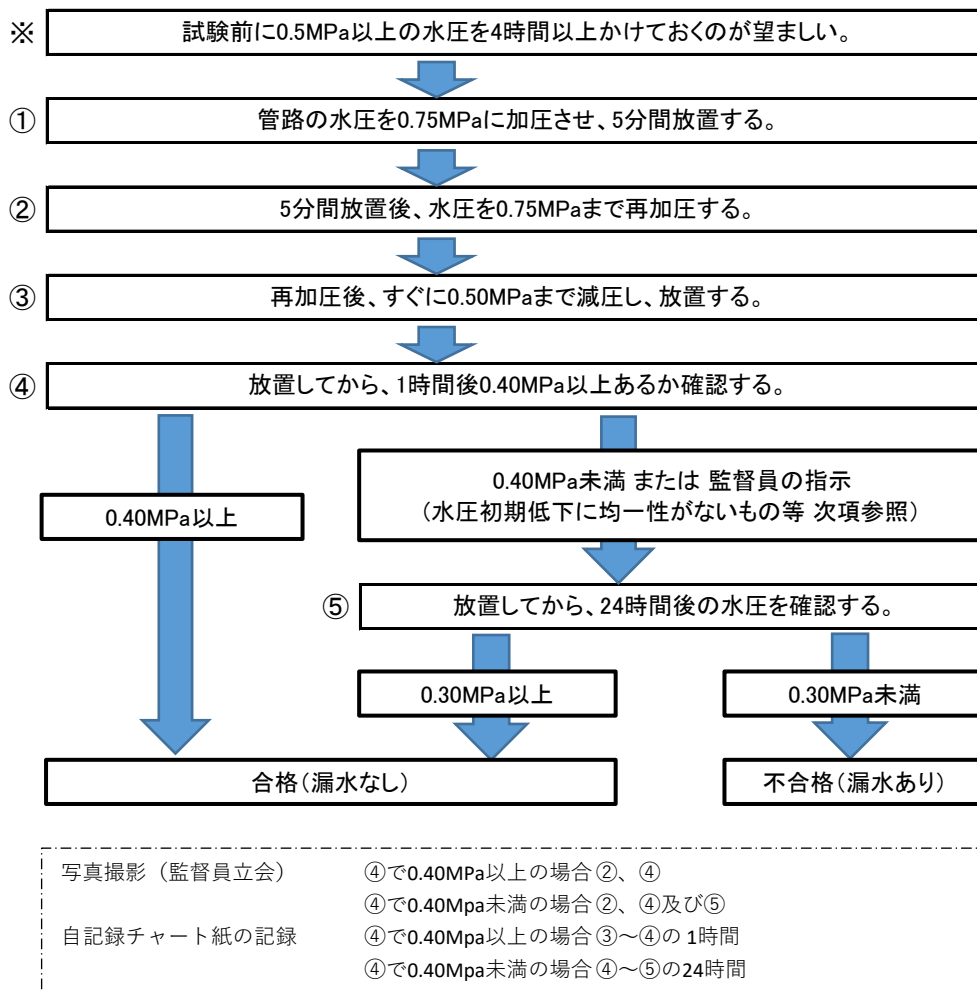 ※ 試験前に0.5MPa以上の水圧を4時間以上かけておくのが望ましい。
① 管路の水圧を0.75MPaに加圧させ、5分間放置する。
② 5分間放置後、水圧を0.75MPaまで再加圧する。
③ 再加圧後、すぐに0.50MPaまで減圧し、放置する。
④ 放置してから、1時間後0.40MPa以上あるか確認する。
0.40MPa以上
0.40MPa未満 または 監督員の指示
（水圧初期低下に均一性がないもの等 次項参照）
⑤ 放置してから、24時間後の水圧を確認する。
0.30MPa以上
0.30MPa未満
合格（漏水なし）
不合格（漏水あり）
写真撮影（監督員立会） ④で0.40MPa以上の場合②、④
④で0.40Mpa未満の場合②、④及び⑤
自記録チャート紙の記録 ④で0.40MPa以上の場合③～④の1時間
④で0.40Mpa未満の場合④～⑤の24時間